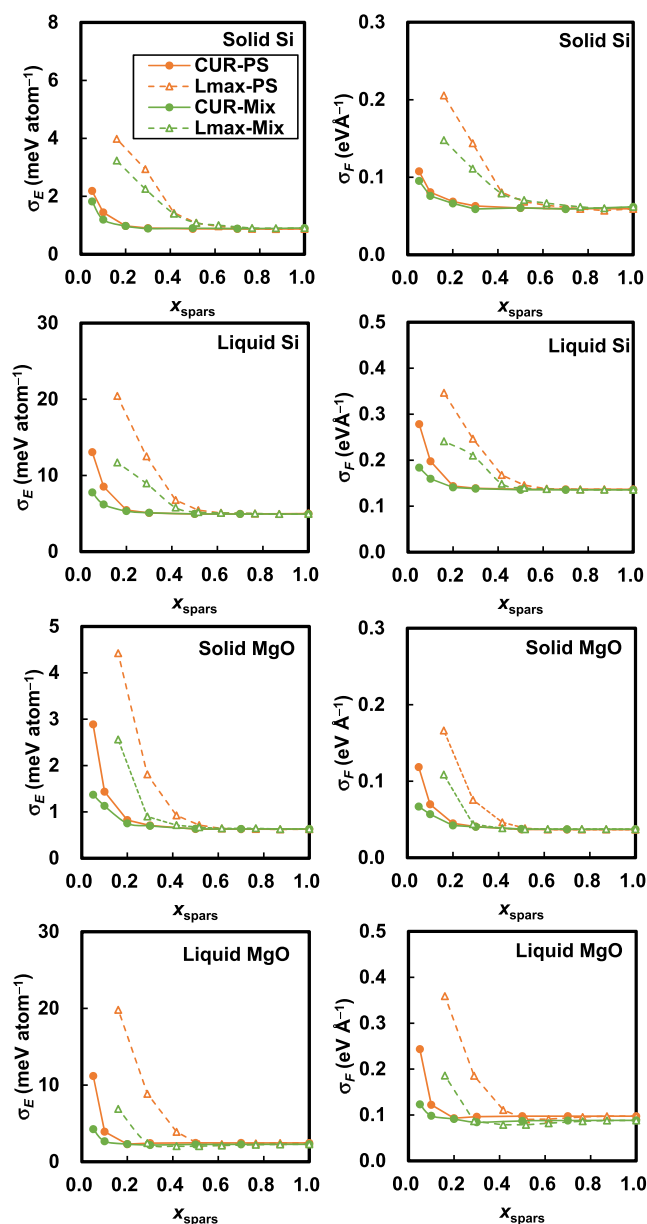 Solid Si
CUR-PS
Lmax-PS
CUR-Mix
Lmax-Mix
σE (meV atom⁻¹)
8
6
4
2
0
0.0 0.2 0.4 0.6 0.8 1.0
xspars
Solid Si
σF (eVÅ⁻¹)
0.3
0.2
0.1
0.0
0.0 0.2 0.4 0.6 0.8 1.0
xspars
Liquid Si
σE (meV atom⁻¹)
30
20
10
0
0.0 0.2 0.4 0.6 0.8 1.0
xspars
Liquid Si
σF (eVÅ⁻¹)
0.5
0.4
0.3
0.2
0.1
0.0
0.0 0.2 0.4 0.6 0.8 1.0
xspars
Solid MgO
σE (meV atom⁻¹)
5
4
3
2
1
0
0.0 0.2 0.4 0.6 0.8 1.0
xspars
Solid MgO
σF (eV Å⁻¹)
0.3
0.2
0.1
0.0
0.0 0.2 0.4 0.6 0.8 1.0
xspars
Liquid MgO
σE (meV atom⁻¹)
30
20
10
0
0.0 0.2 0.4 0.6 0.8 1.0
xspars
Liquid MgO
σF (eV Å⁻¹)
0.5
0.4
0.3
0.2
0.1
0.0
0.0 0.2 0.4 0.6 0.8 1.0
xspars